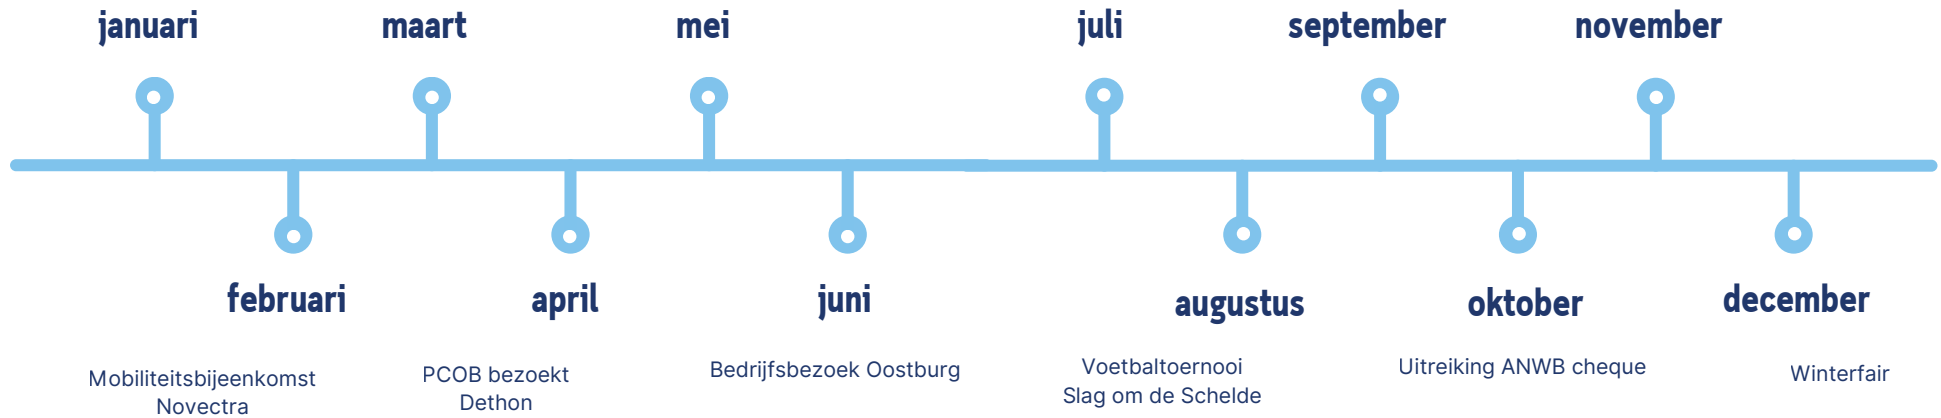 januari
maart
mei
juli
september
november
februari
april
juni
augustus
oktober
december
Mobiliteitsbijeenkomst
Novectra
PCOB bezoekt
Dethon
Bedrijfsbezoek Oostburg
Voetbaltoernooi
Slag om de Schelde
Uitreiking ANWB cheque
Winterfair